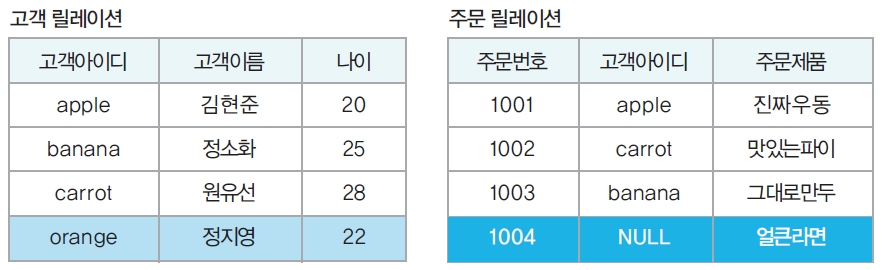 고객 릴레이션
고객아이디 고객이름 나이
apple 김현준 20
banana 정소화 25
carrot 원유선 28
orange 정지영 22
주문 릴레이션
주문번호 고객아이디 주문제품
1001 apple 진짜우동
1002 carrot 맛있는파이
1003 banana 그대로만두
1004 NULL 얼큰라면